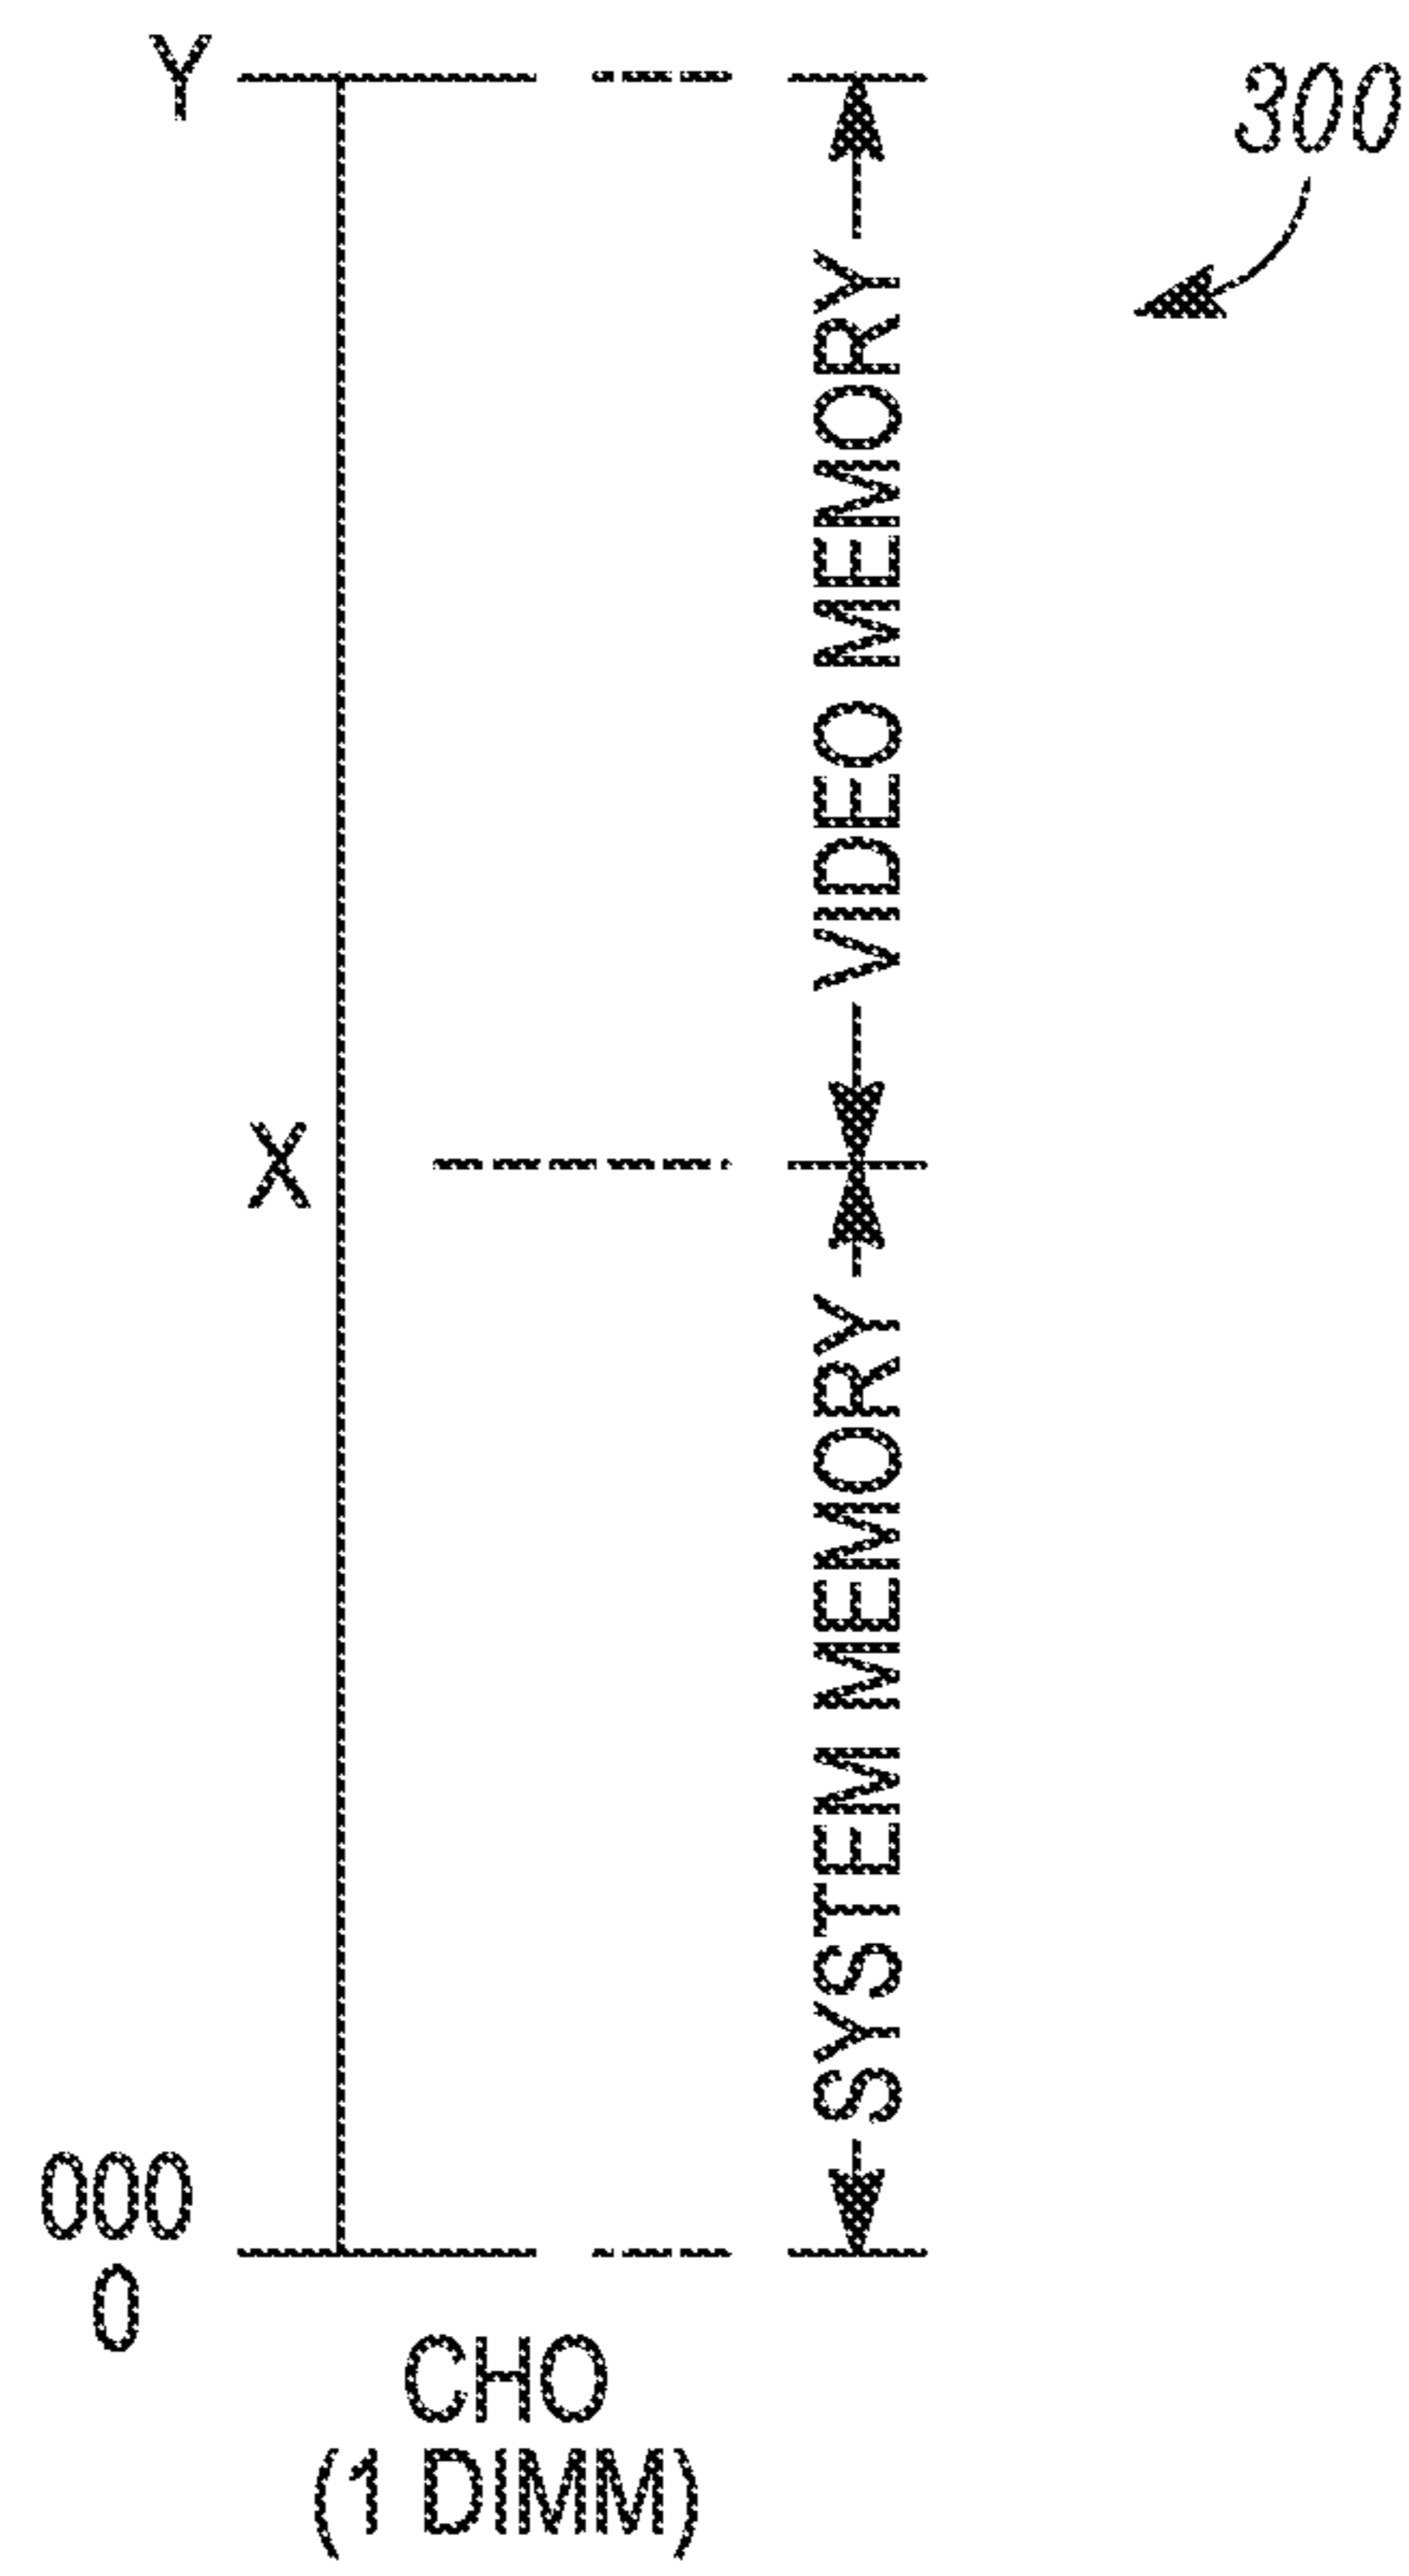 Y
300
VIDEO MEMORY
X
SYSTEM MEMORY
000
0
CHO
(1 DIMM)